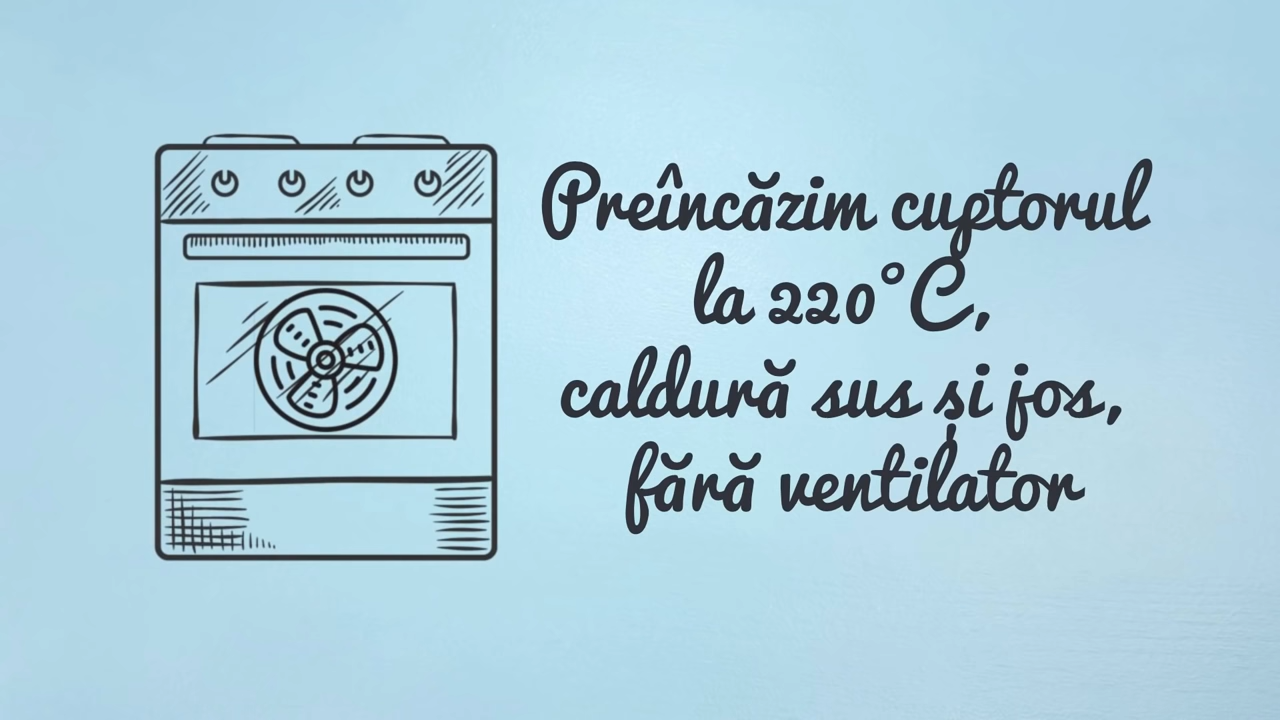 Preîncăzim cuptorul
la 220°C,
caldură sus și jos,
fără ventilator